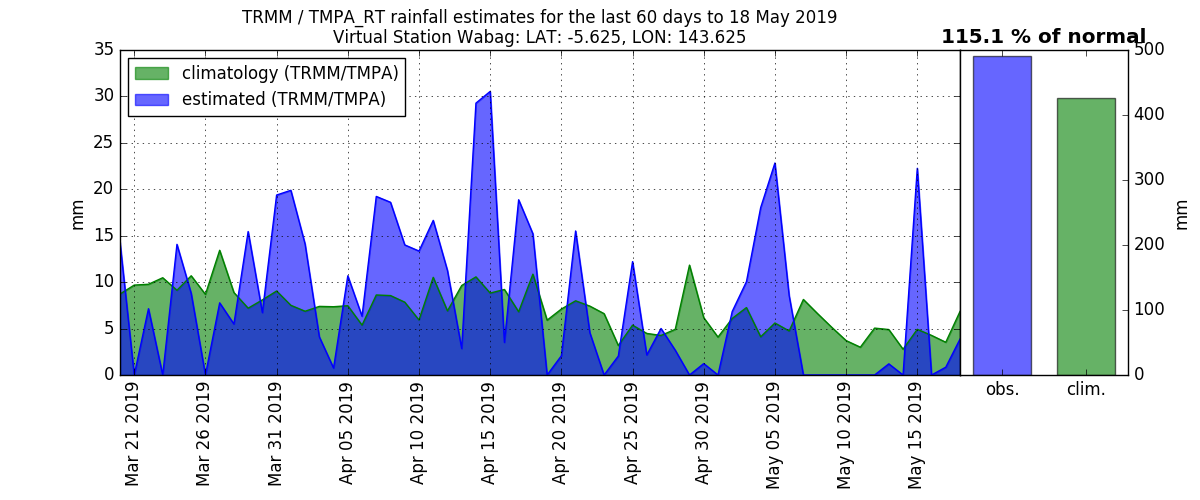 TRMM / TMPA_RT rainfall estimates for the last 60 days to 18 May 2019
Virtual Station Wabag: LAT: -5.625, LON: 143.625
115.1 % of normal
climatology (TRMM/TMPA)
estimated (TRMM/TMPA)
35
30
25
20
15
10
5
0
mm
Mar 21 2019
Mar 26 2019
Mar 31 2019
Apr 05 2019
Apr 10 2019
Apr 15 2019
Apr 20 2019
Apr 25 2019
Apr 30 2019
May 05 2019
May 10 2019
May 15 2019
obs.
clim.
500
400
300
200
100
0
mm